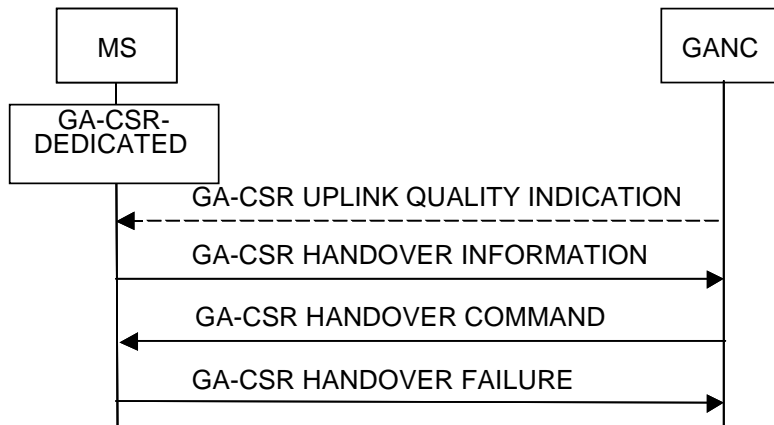 MS
GANC
GA-CSR-
DEDICATED
GA-CSR UPLINK QUALITY INDICATION
GA-CSR HANDOVER INFORMATION
GA-CSR HANDOVER COMMAND
GA-CSR HANDOVER FAILURE